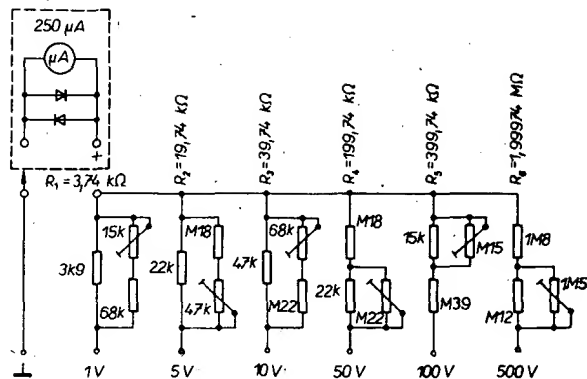 250 µA
µA
+
R₁=3,74 kΩ
R₂=19,74 kΩ
R₃=39,74 kΩ
R₄=199,74 kΩ
R₅=399,74 kΩ
R₆=1,99974 MΩ
3k9
15k
68k
22k
M18
47k
47k
68k
M22
M18
22k
M22
15k
M15
M39
1M8
M12
1M5
1V
5V
10V
50V
100V
500V